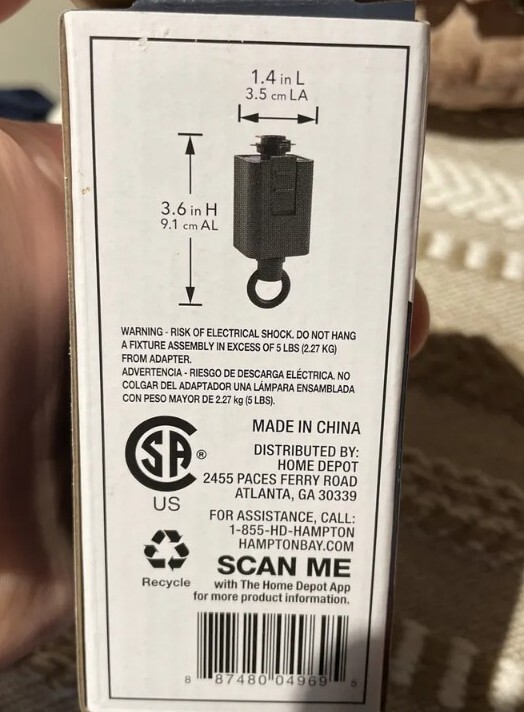 1.4 in L
3.5 cm LA
3.6 in H
9.1 cm AL
WARNING - RISK OF ELECTRICAL SHOCK. DO NOT HANG
A FIXTURE ASSEMBLY IN EXCESS OF 5 LBS (2.27 KG)
FROM ADAPTER.
ADVERTENCIA - RIESGO DE DESCARGA ELÉCTRICA. NO
COLGAR DEL ADAPTADOR UNA LÁMPARA ENSAMBLADA
CON PESO MAYOR DE 2.27 kg (5 LBS).
SA®
US
MADE IN CHINA
DISTRIBUTED BY:
HOME DEPOT
2455 PACES FERRY ROAD
ATLANTA, GA 30339
FOR ASSISTANCE, CALL:
1-855-HD-HAMPTON
HAMPTONBAY.COM
Recycle
SCAN ME
with The Home Depot App
for more product information.
8 87480 04969 5